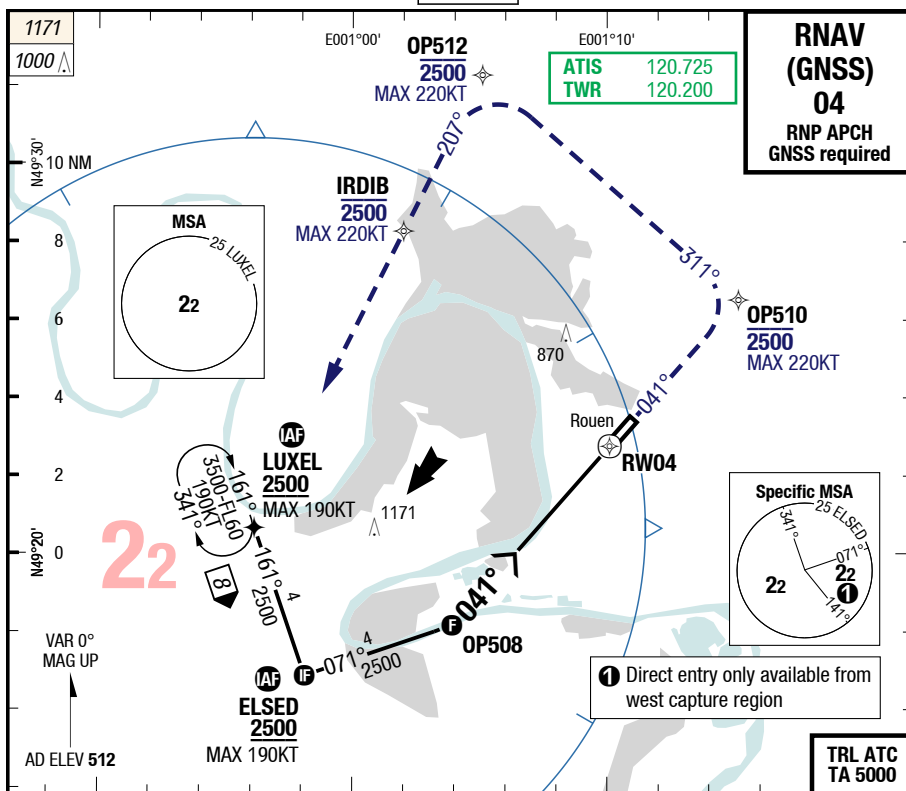 1171
1000
E001°00'
E001°10'
RNAV
(GNSS)
04
RNP APCH
GNSS required
ATIS 120.725
TWR 120.200
OP512
2500
MAX 220KT
207°
N49°30'
10 NM
8
6
4
2
0
N49°20'
IRDIB
2500
MAX 220KT
MSA
25 LUXEL
22
311°
OP510
2500
MAX 220KT
041°
870
Rouen
RW04
IAF
LUXEL
2500
MAX 190KT
161°
3500-FL60
190KT
341°
1171
22
161° 4
2500
8
Specific MSA
25 ELSED
341°
071°
141°
22
22
1
041°
F
OP508
071° 4
2500
IF
IAF
ELSED
2500
MAX 190KT
VAR 0°
MAG UP
AD ELEV 512
1 Direct entry only available from
west capture region
TRL ATC
TA 5000